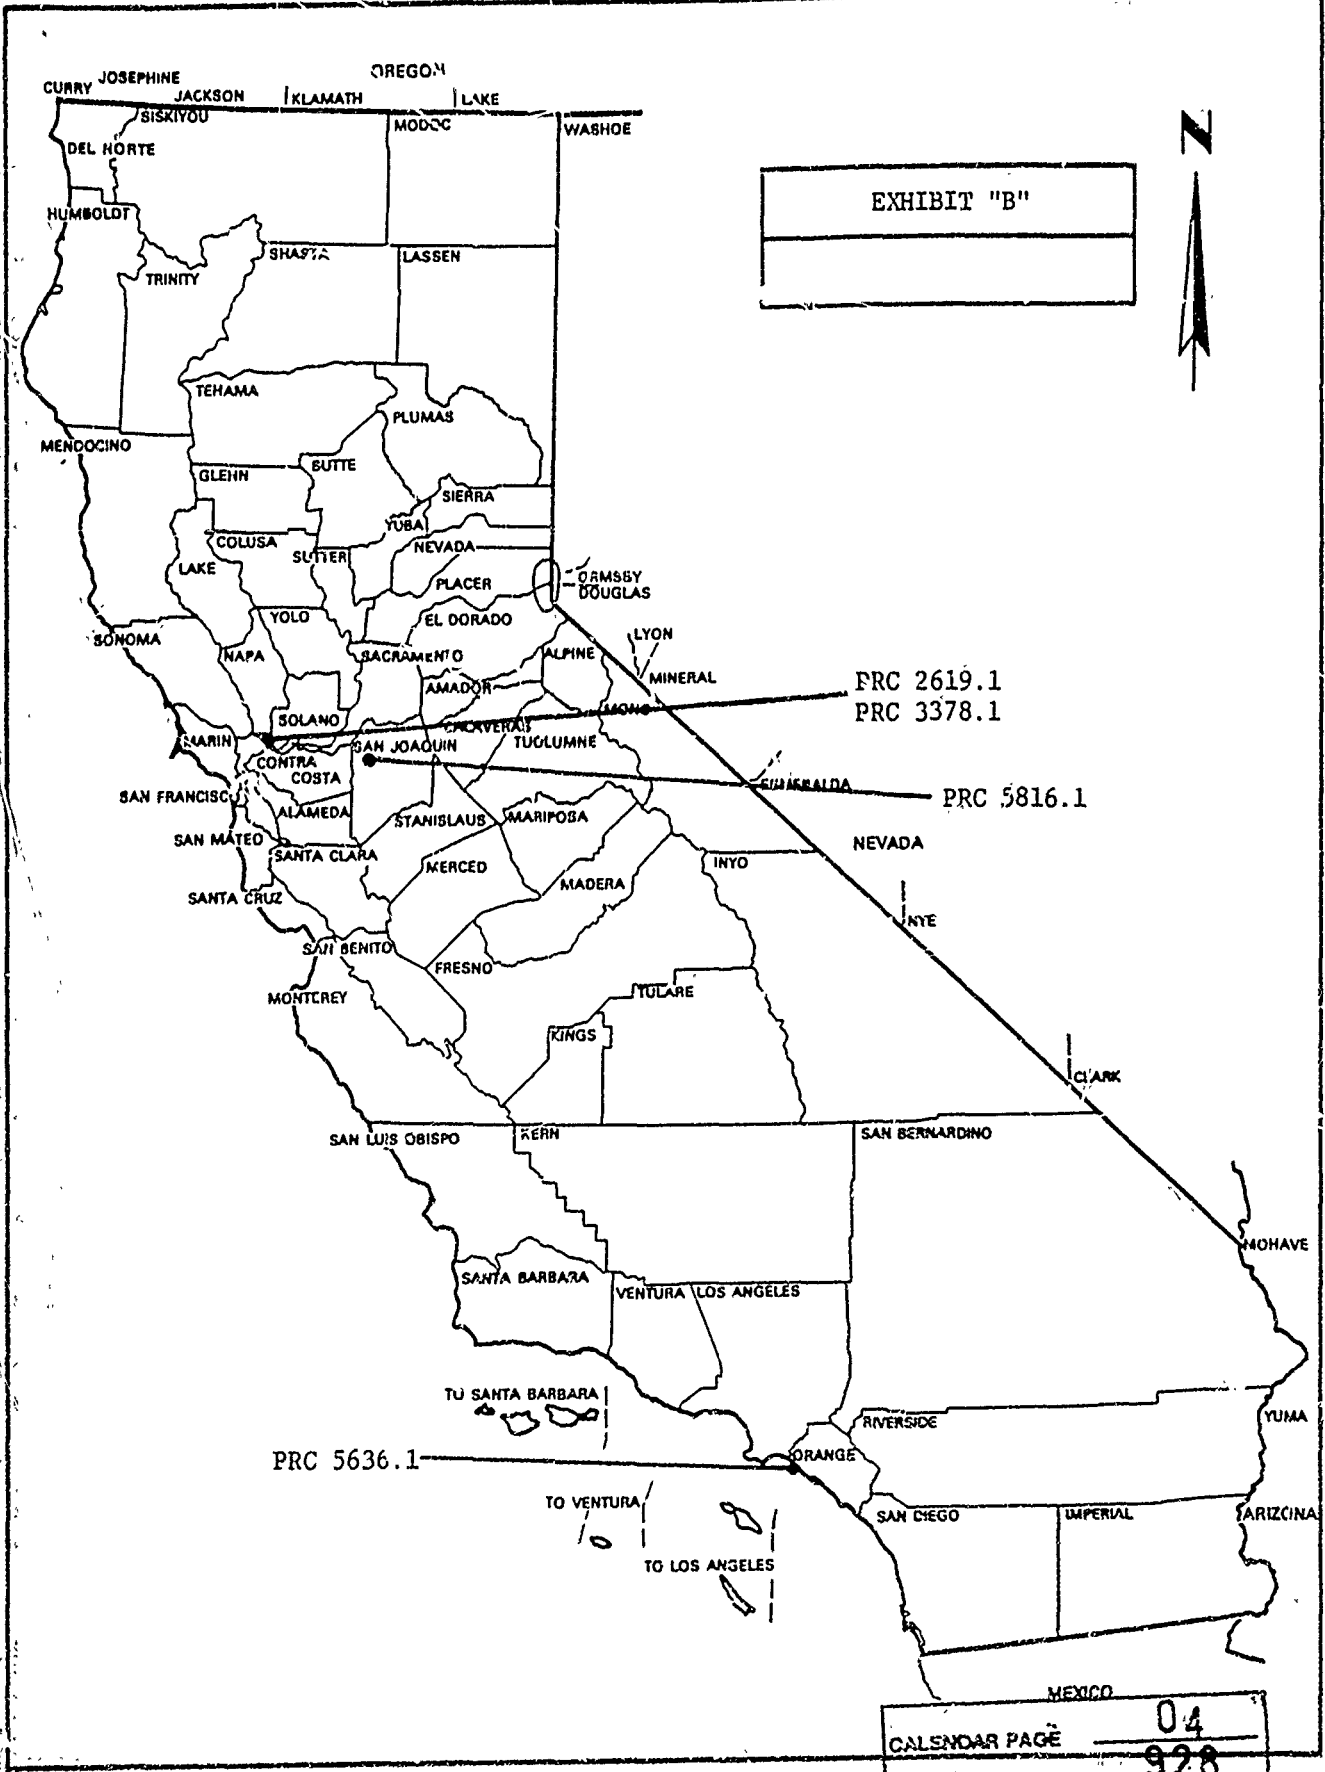 OREGON
CURRY
JOSEPHINE
JACKSON
KLAMATH
LAKE
SISKIYOU
MODOC
WASHOE
DEL NORTE
HUMBOLDT
N
EXHIBIT "B"
SHASTA
LASSEN
TRINITY
TEHAMA
PLUMAS
MENDOCINO
GLENN
BUTTE
SIERRA
YUBA
COLUSA
SUTTER
NEVADA
LAKE
PLACER
ORMSBY
DOUGLAS
YOLO
EL DORADO
SONOMA
NAPA
SACRAMENTO
ALPINE
LYON
MINERAL
AMADOR
PRC 2619.1
PRC 3378.1
SOLANO
MONO
CALAVERAS
MARIN
SAN JOAQUIN
TUOLUMNE
CONTRA
COSTA
ESMERALDA
PRC 5816.1
SAN FRANCISCO
ALAMEDA
STANISLAUS
MARIPOSA
SAN MATEO
SANTA CLARA
NEVADA
MERCED
INYO
SANTA CRUZ
MADERA
NYE
SAN BENITO
FRESNO
MONTEREY
TULARE
KINGS
CLARK
SAN LUIS OBISPO
KERN
SAN BERNARDINO
MOHAVE
SANTA BARBARA
VENTURA
LOS ANGELES
TO SANTA BARBARA
RIVERSIDE
YUMA
PRC 5636.1
ORANGE
TO VENTURA
SAN DIEGO
IMPERIAL
ARIZONA
TO LOS ANGELES
MEXICO
CALENDAR PAGE 04
928